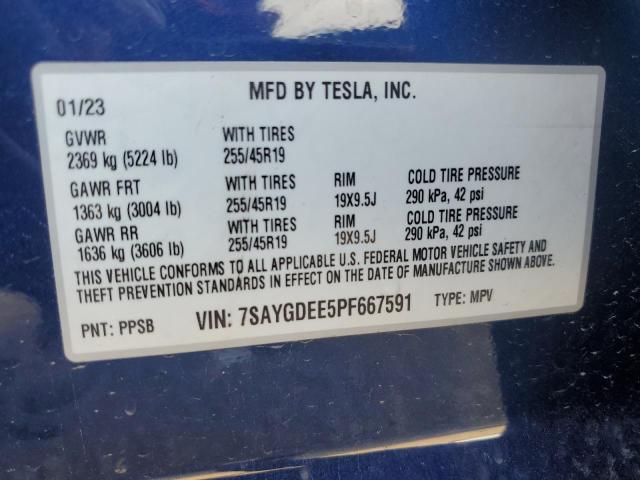 MFD BY TESLA, INC.
01/23
GVWR WITH TIRES
2369 kg (5224 lb) 255/45R19
GAWR FRT WITH TIRES RIM COLD TIRE PRESSURE
1363 kg (3004 lb) 255/45R19 19X9.5J 290 kPa, 42 psi
GAWR RR WITH TIRES RIM COLD TIRE PRESSURE
1636 kg (3606 lb) 255/45R19 19X9.5J 290 kPa, 42 psi
THIS VEHICLE CONFORMS TO ALL APPLICABLE U.S. FEDERAL MOTOR VEHICLE SAFETY AND
THEFT PREVENTION STANDARDS IN EFFECT ON THE DATE OF MANUFACTURE SHOWN ABOVE.
PNT: PPSB VIN: 7SAYGDEE5PF667591 TYPE: MPV